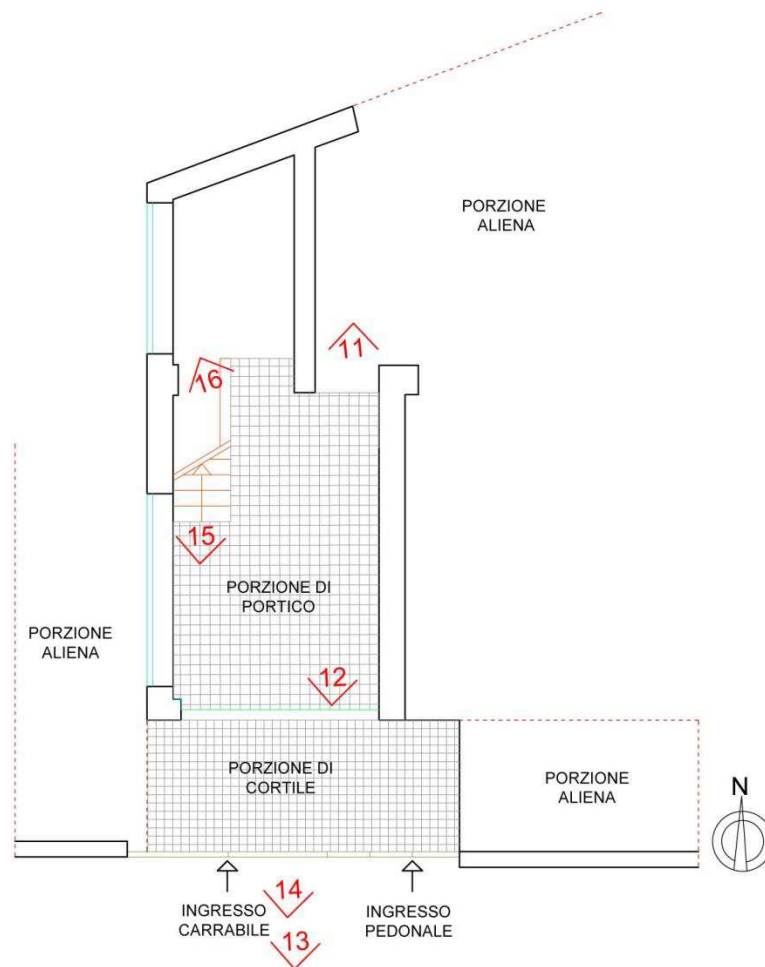 PORZIONE
ALIENA
11
16
15
PORZIONE DI
PORTICO
PORZIONE
ALIENA
12
PORZIONE DI
CORTILE
PORZIONE
ALIENA
N
14
INGRESSO
CARRABILE
INGRESSO
PEDONALE
13